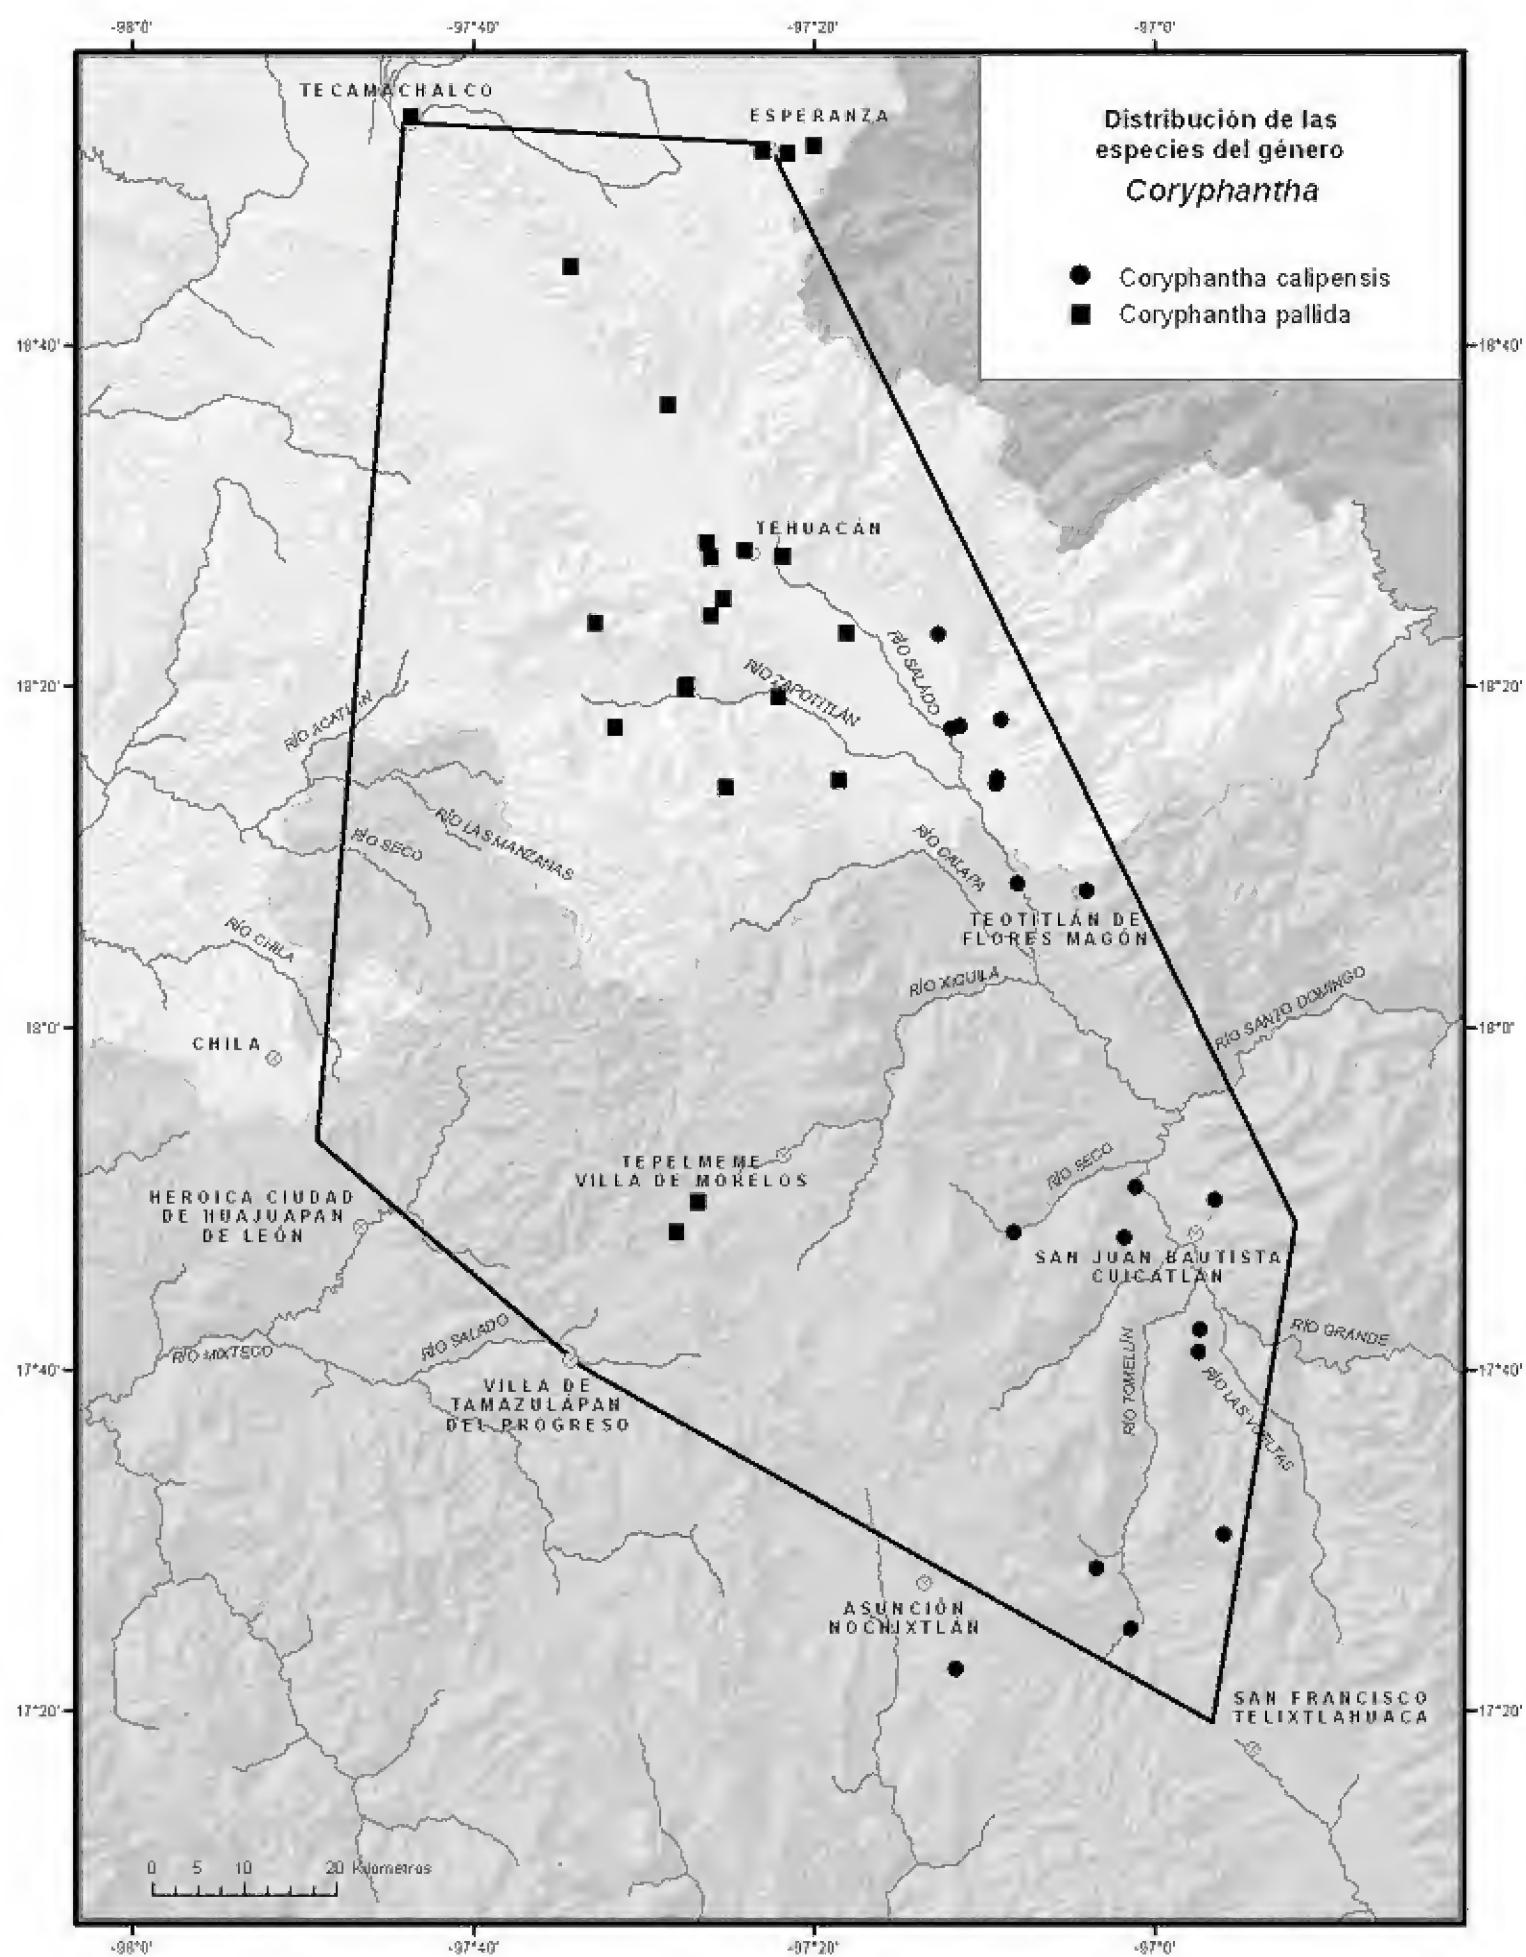 -98°0'
-97°40'
-97°20'
-97°0'
TECAMACHALCO
ESPERANZA
Distribución de las
especies del género
Coryphantha
Coryphantha calipensis
Coryphantha pallida
18°40'
18°40'
TEHUACÁN
RÍO SALADO
RÍO ZAPOTITLÁN
18°20'
18°20'
RÍO ACATLÁN
RÍO LAS MANZANAS
RÍO SECO
RÍO CALAPA
TEOTITLÁN DE
FLORES MAGÓN
RÍO CHILA
RÍO XIQUILA
RÍO SANTO DOMINGO
18°0'
18°0'
CHILA
TEPELMEME
VILLA DE MORELOS
RÍO SECO
HEROICA CIUDAD
DE HUAJUAPAN
DE LEÓN
SAN JUAN BAUTISTA
CUICATLÁN
RÍO SALADO
RÍO MIXTECO
RÍO GRANDE
RÍO TOMELLÍN
17°40'
17°40'
VILLA DE
TAMAZULÁPAN
DEL PROGRESO
RÍO LAS VUELTAS
ASUNCIÓN
NOCHIXTLÁN
17°20'
17°20'
SAN FRANCISCO
TELIXTLAHUACA
0 5 10 20 Kilómetros
-98°0'
-97°40'
-97°20'
-97°0'